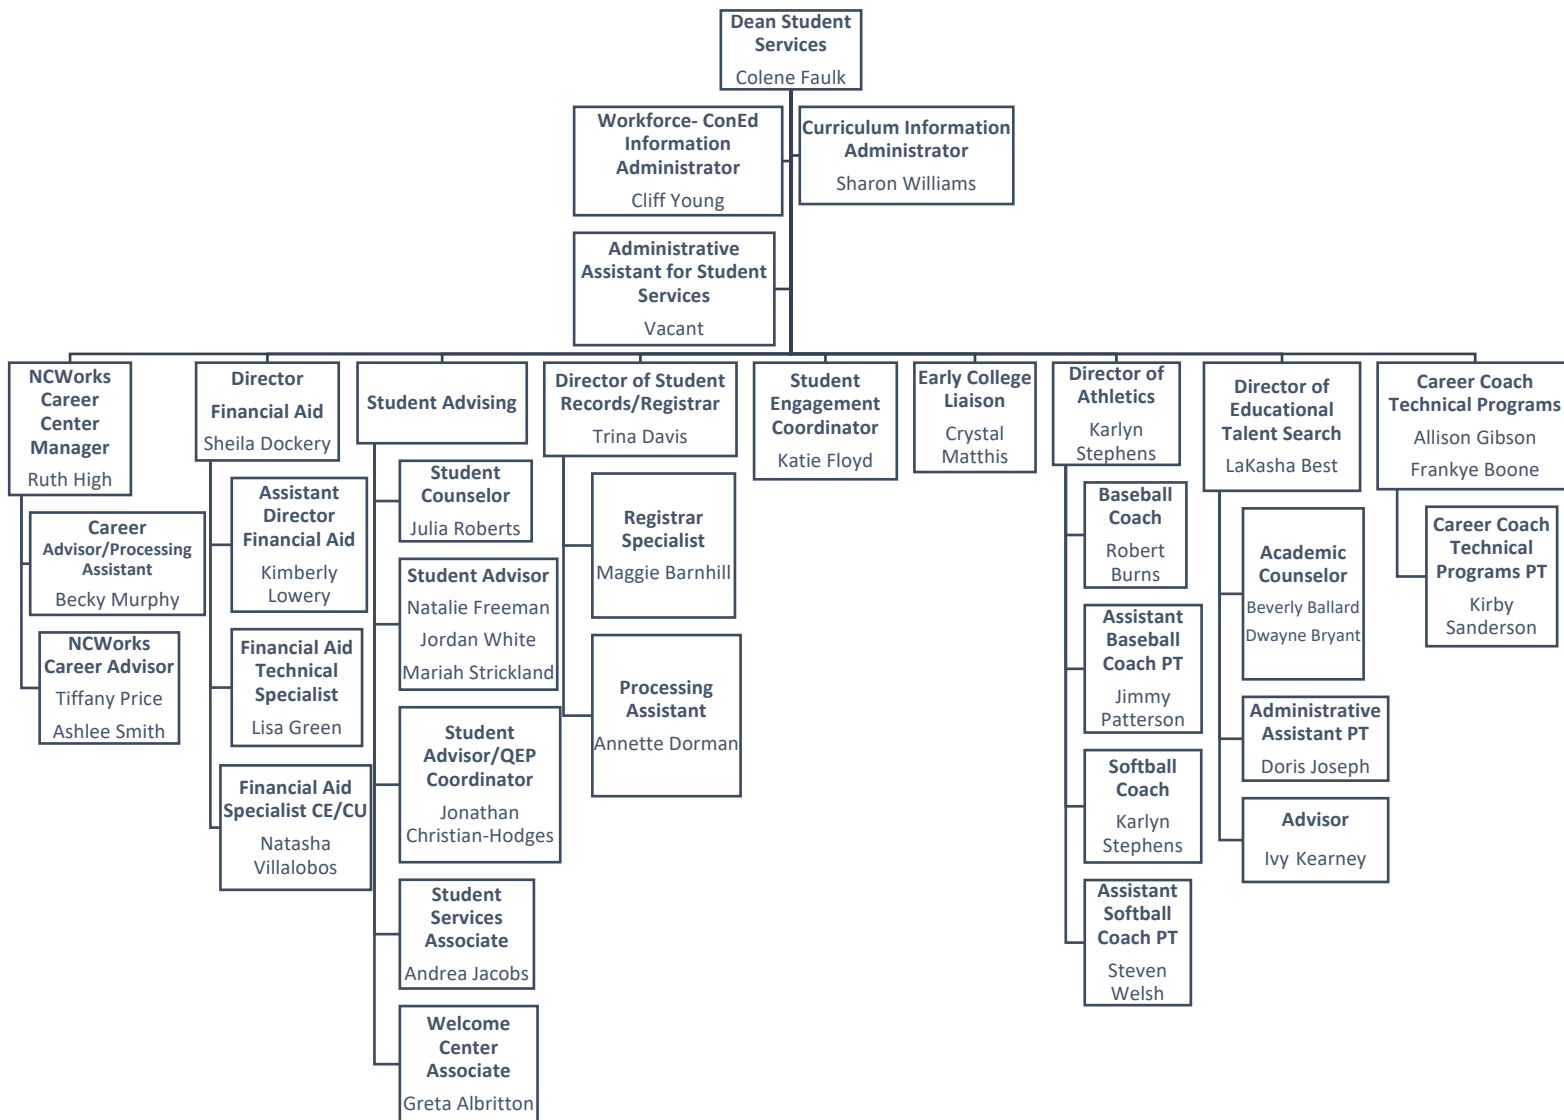 Dean Student
Services
Colene Faulk
Workforce- ConEd
Information
Administrator
Cliff Young
Curriculum Information
Administrator
Sharon Williams
Administrative
Assistant for Student
Services
Vacant
NCWorks
Career
Center
Manager
Ruth High
Career
Advisor/Processing
Assistant
Becky Murphy
NCWorks
Career Advisor
Tiffany Price
Ashlee Smith
Director
Financial Aid
Sheila Dockery
Assistant
Director
Financial Aid
Kimberly
Lowery
Financial Aid
Technical
Specialist
Lisa Green
Financial Aid
Specialist CE/CU
Natasha
Villalobos
Student Advising
Student
Counselor
Julia Roberts
Student Advisor
Natalie Freeman
Jordan White
Mariah Strickland
Student
Advisor/QEP
Coordinator
Jonathan
Christian-Hodges
Student
Services
Associate
Andrea Jacobs
Welcome
Center
Associate
Greta Albritton
Director of Student
Records/Registrar
Trina Davis
Registrar
Specialist
Maggie Barnhill
Processing
Assistant
Annette Dorman
Student
Engagement
Coordinator
Katie Floyd
Early College
Liaison
Crystal
Matthis
Director of
Athletics
Karlyn
Stephens
Baseball
Coach
Robert
Burns
Assistant
Baseball
Coach PT
Jimmy
Patterson
Softball
Coach
Karlyn
Stephens
Assistant
Softball
Coach PT
Steven
Welsh
Director of
Educational
Talent Search
LaKasha Best
Academic
Counselor
Beverly Ballard
Dwayne Bryant
Administrative
Assistant PT
Doris Joseph
Advisor
Ivy Kearney
Career Coach
Technical Programs
Allison Gibson
Frankye Boone
Career Coach
Technical
Programs PT
Kirby
Sanderson